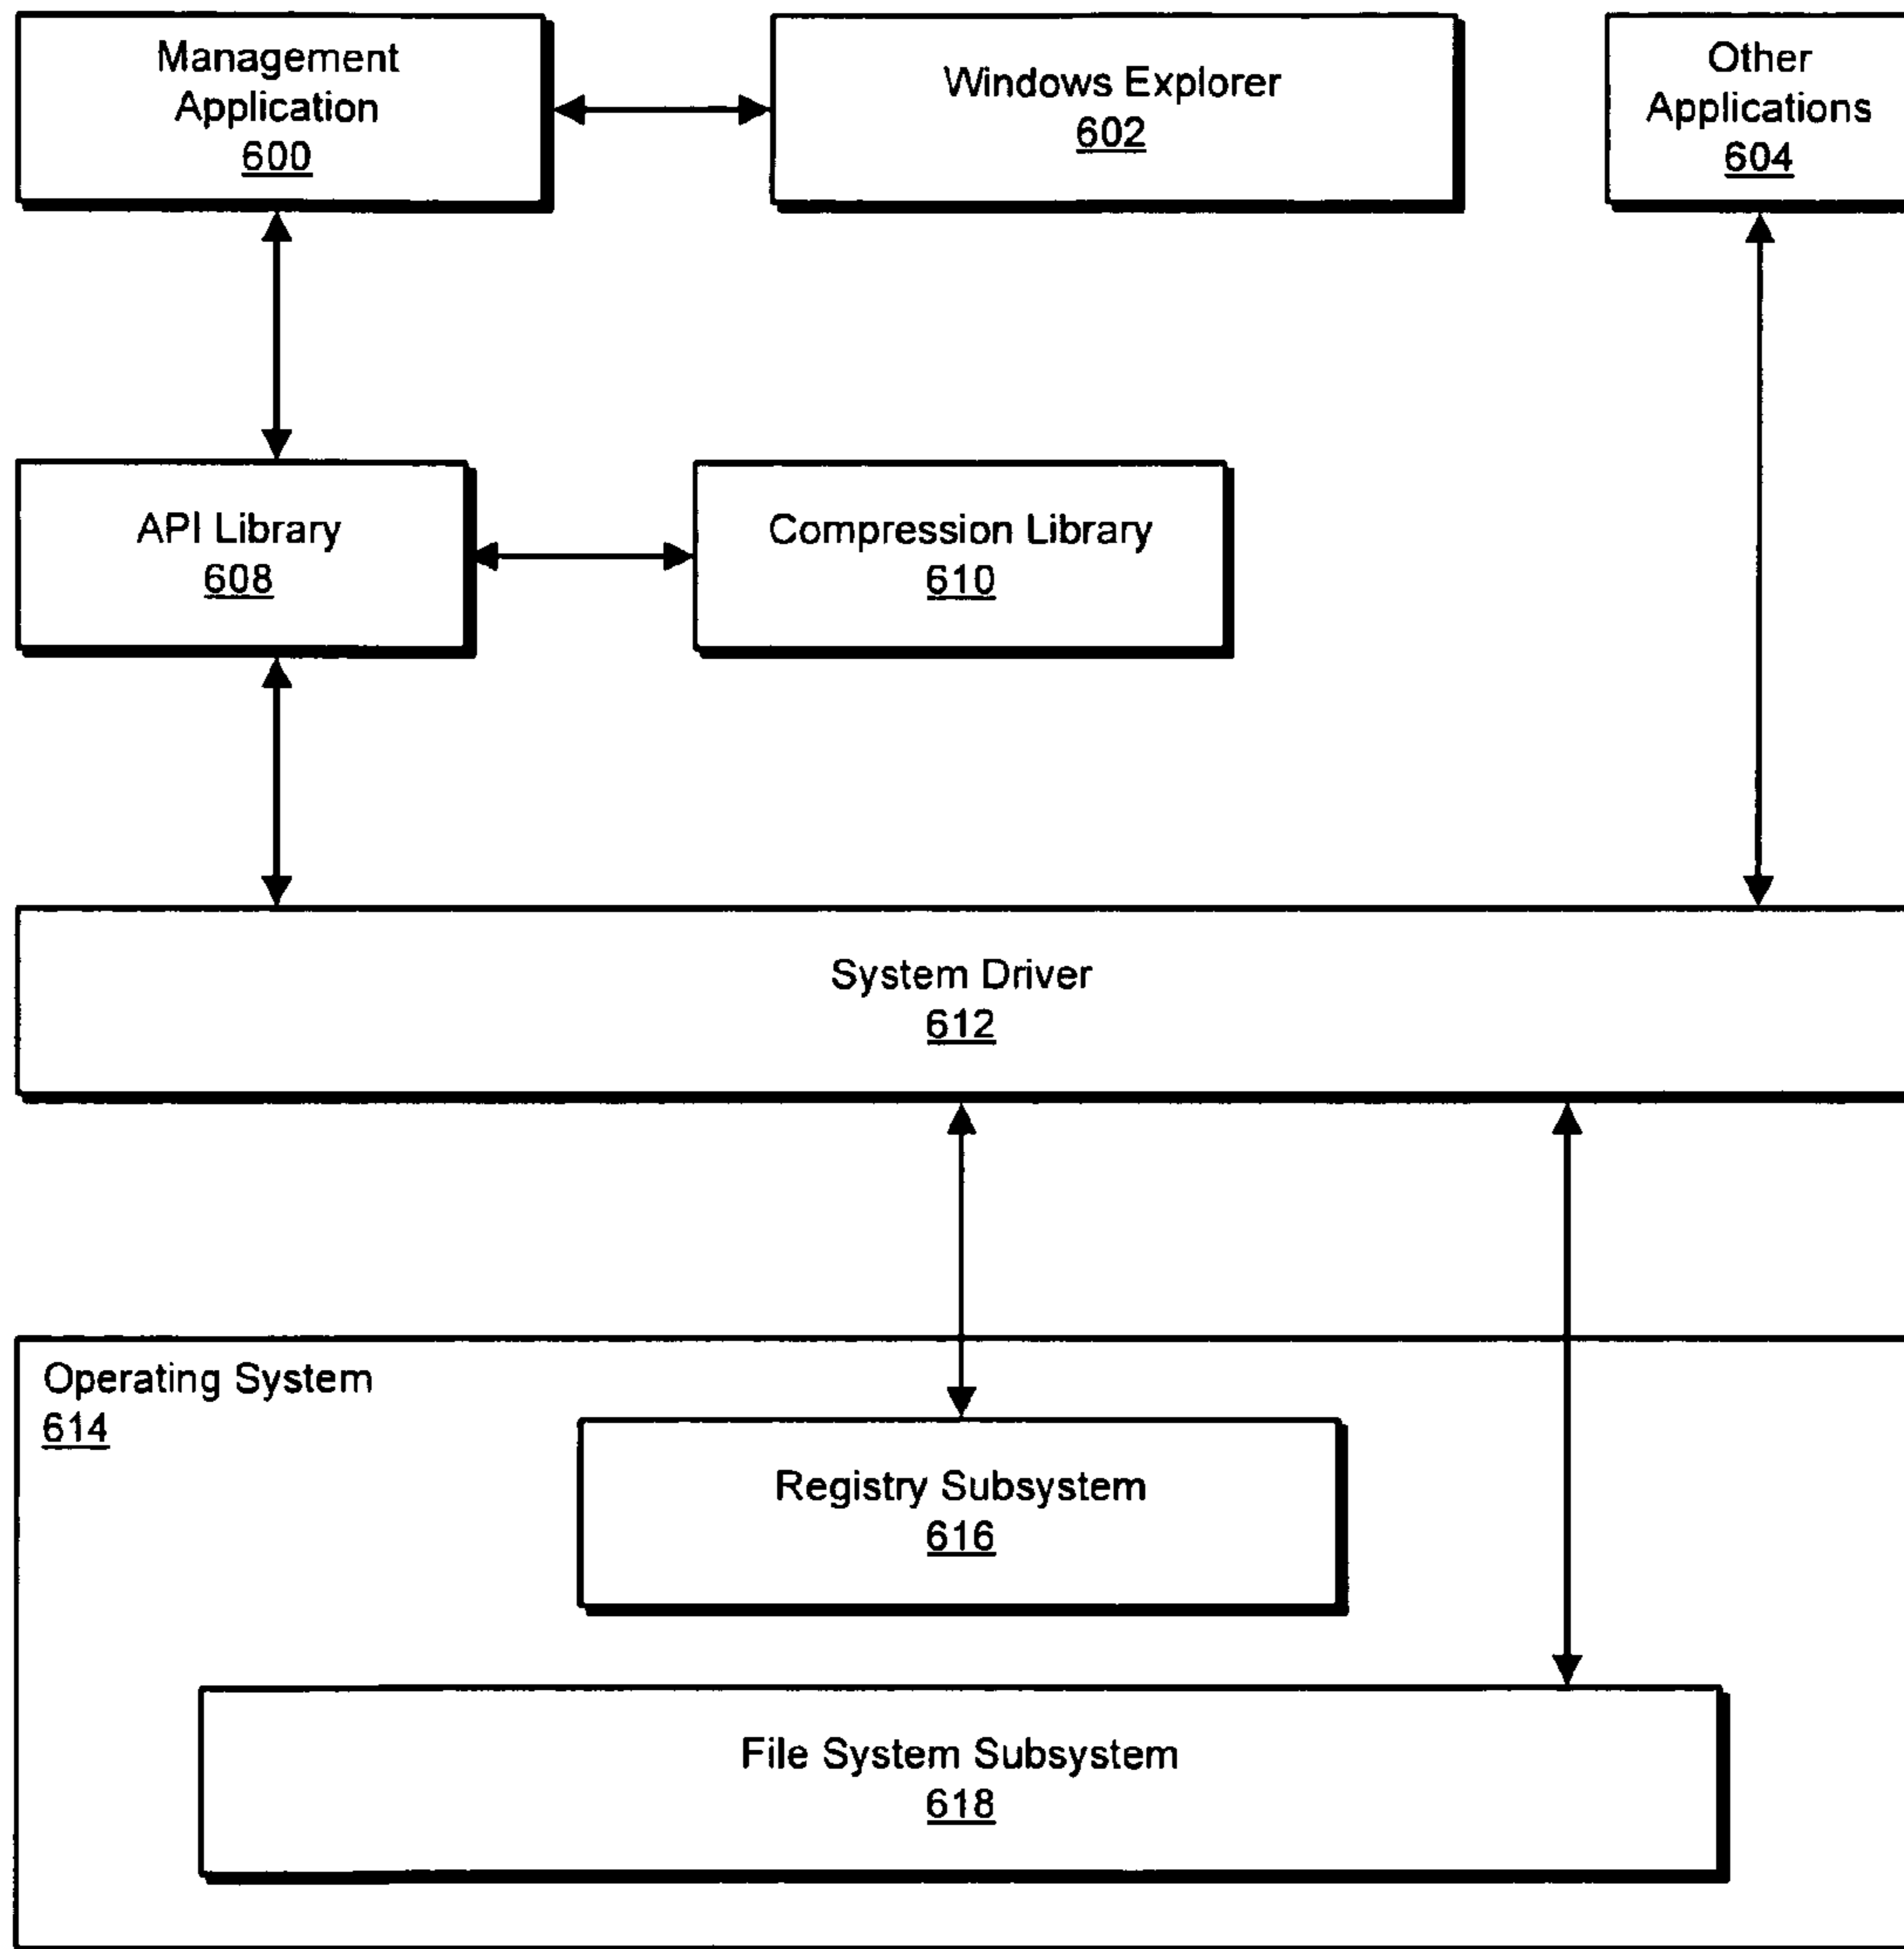 Management
Application
600
Windows Explorer
602
Other
Applications
604
API Library
608
Compression Library
610
System Driver
612
Operating System
614
Registry Subsystem
616
File System Subsystem
618